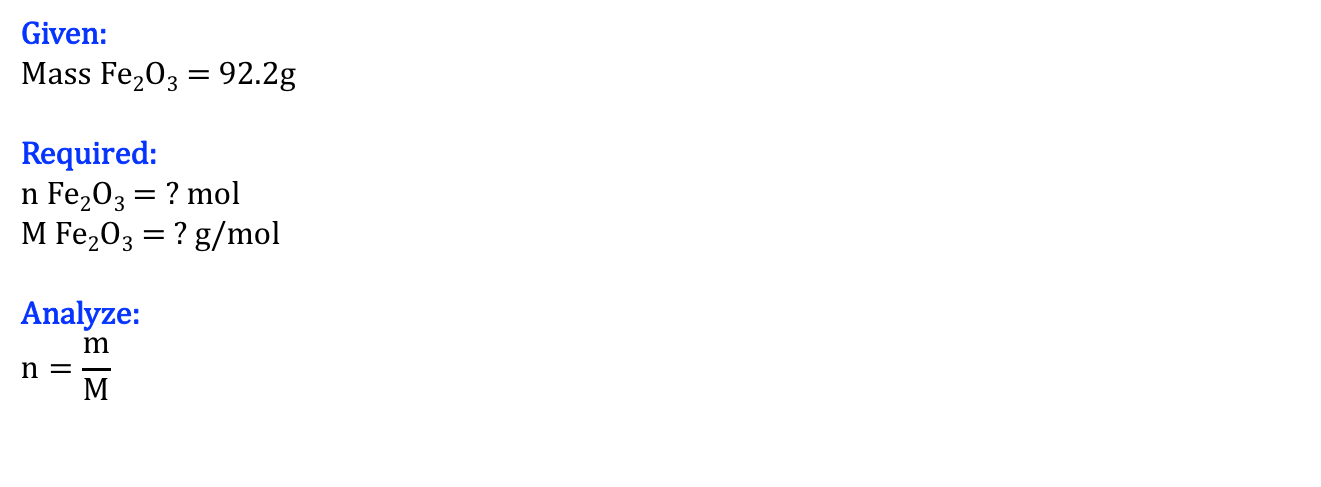 Given:
Mass Fe₂O₃ = 92.2g
Required:
n Fe₂O₃ = ? mol
M Fe₂O₃ = ? g/mol
Analyze:
n = m/M